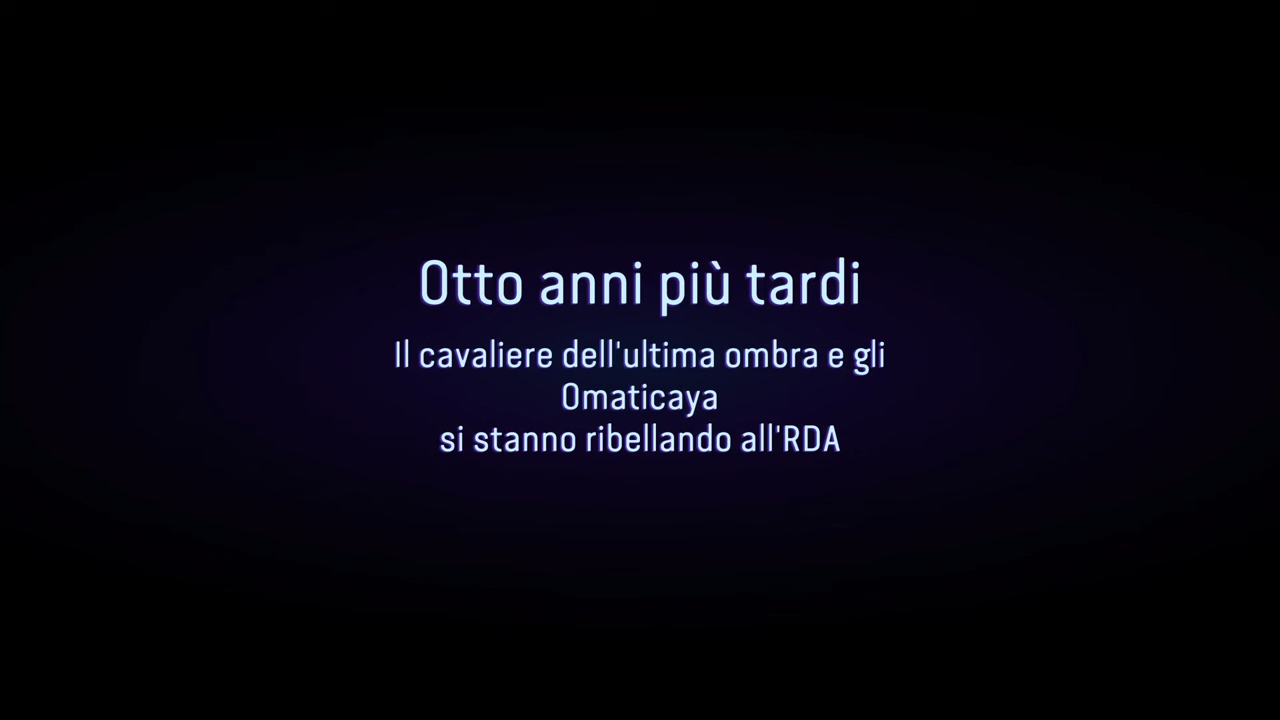 Otto anni più tardi
Il cavaliere dell'ultima ombra e gli
Omaticaya
si stanno ribellando all'RDA